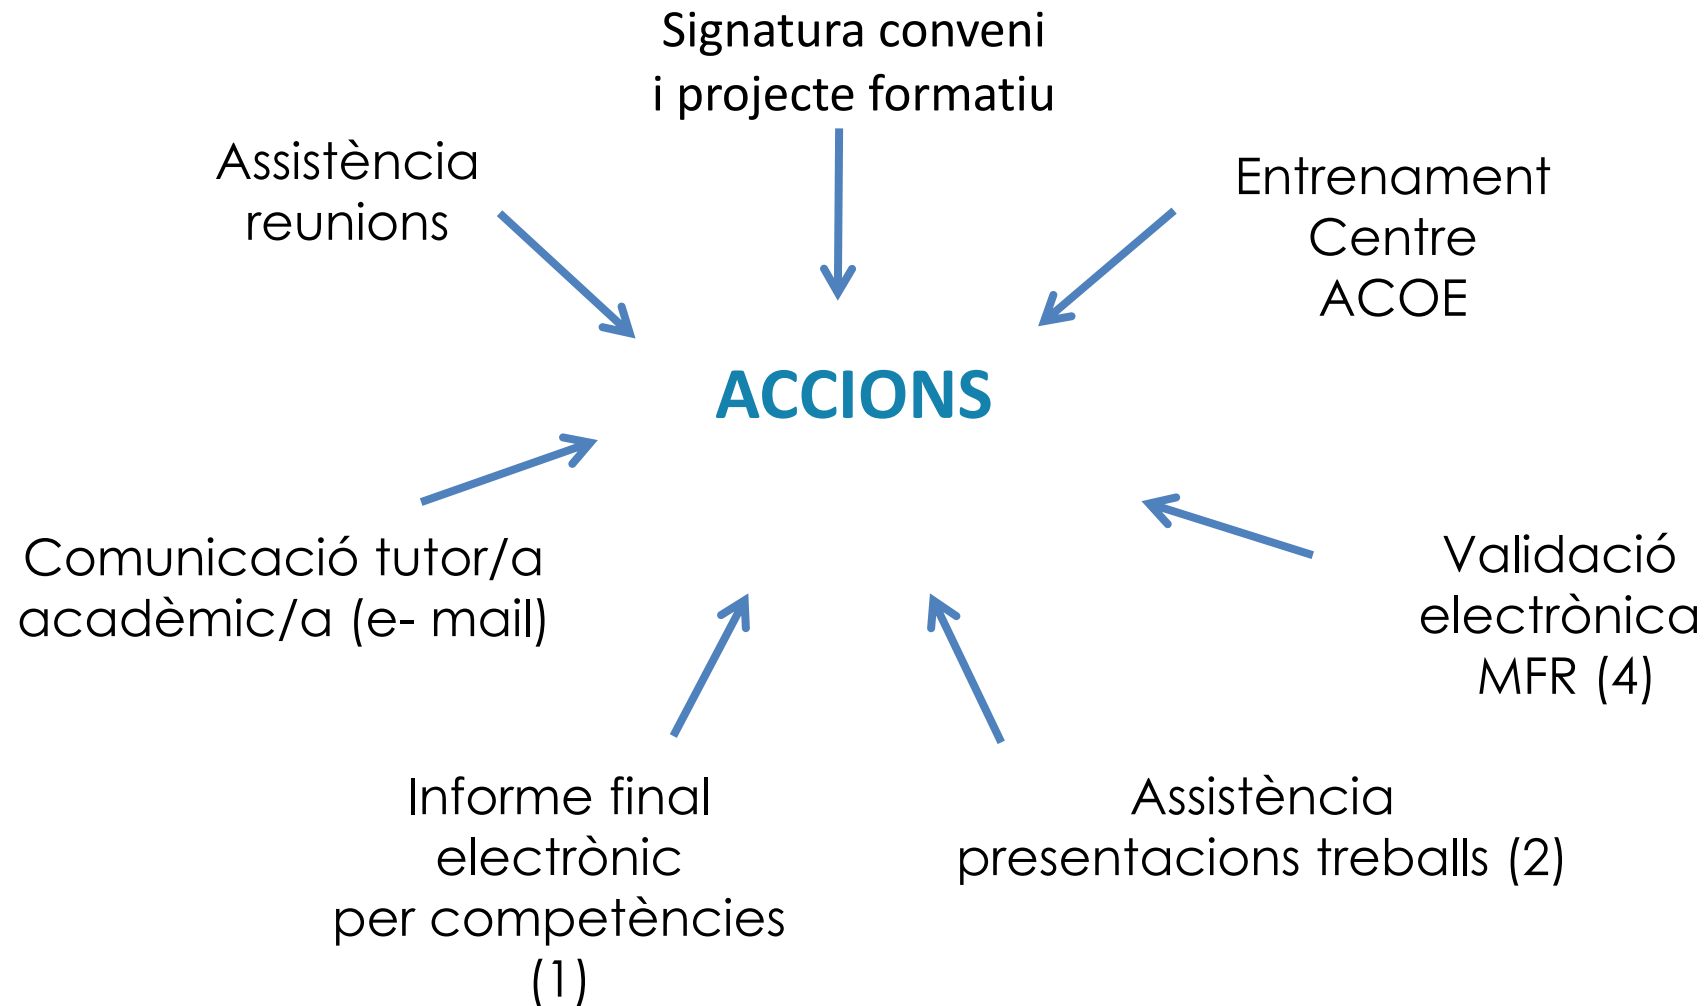 Signatura conveni
i projecte formatiu
Assistència
reunions
Entrenament
Centre
ACOE
ACCIONS
Comunicació tutor/a
acadèmic/a (e- mail)
Validació
electrònica
MFR (4)
Informe final
electrònic
per competències
(1)
Assistència
presentacions treballs (2)